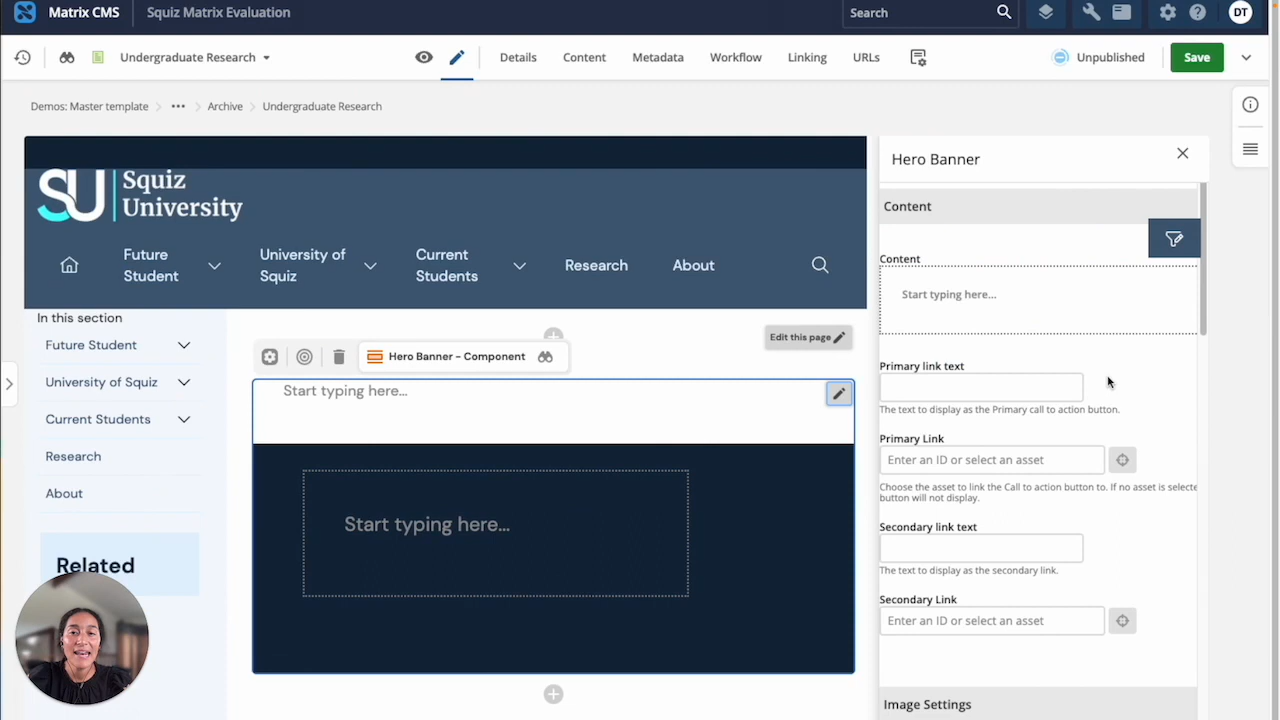 Matrix CMS
Squiz Matrix Evaluation
Search
DT
Undergraduate Research
Details
Content
Metadata
Workflow
Linking
URLs
Unpublished
Save
Demos: Master template
Archive
Undergraduate Research
SU
Squiz
University
Future
Student
University of
Squiz
Current
Students
Research
About
In this section
Future Student
University of Squiz
Current Students
Research
About
Related
Edit this page
Hero Banner - Component
Start typing here...
Start typing here...
Hero Banner
Content
Content
Start typing here...
Primary link text
The text to display as the Primary call to action button.
Primary Link
Enter an ID or select an asset
Choose the asset to link the Call to action button to. If no asset is selecte
button will not display.
Secondary link text
The text to display as the secondary link.
Secondary Link
Enter an ID or select an asset
Image Settings